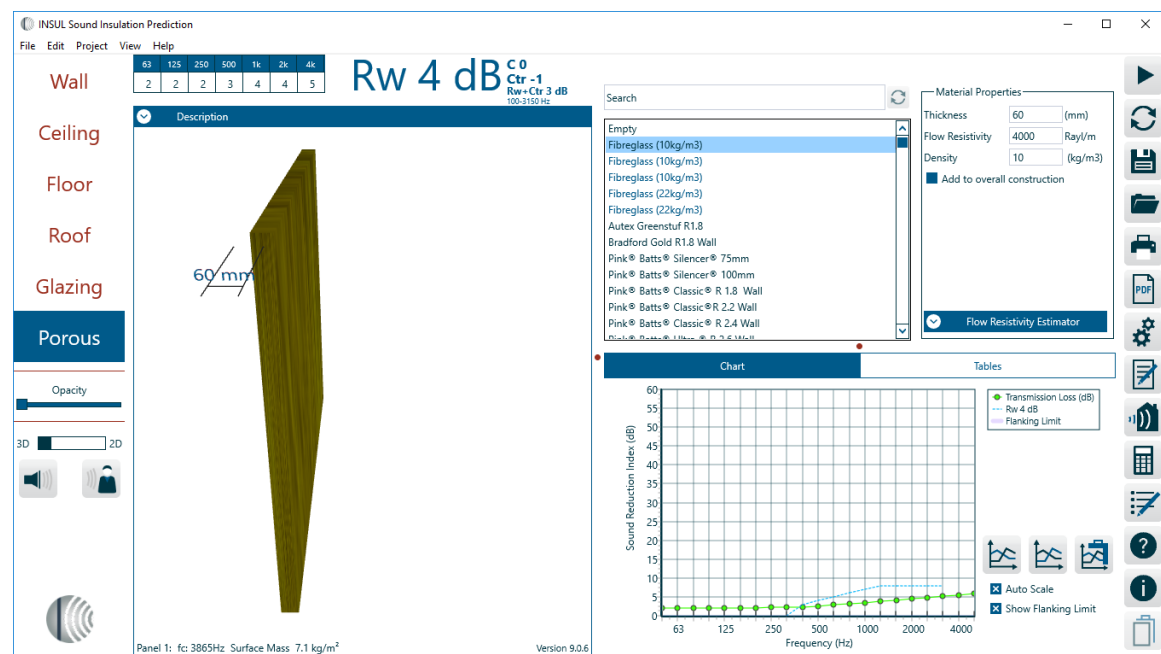 INSUL Sound Insulation Prediction
File Edit Project View Help
Wall
Ceiling
Floor
Roof
Glazing
Porous
Opacity
3D 2D
63 125 250 500 1k 2k 4k
2 2 2 3 4 4 5
Rw 4 dB
C 0
Ctr -1
Rw+Ctr 3 dB
100-3150 Hz
Description
60 mm
Panel 1: fc: 3865Hz Surface Mass 7.1 kg/m²
Version 9.0.6
Search
Empty
Fibreglass (10kg/m3)
Fibreglass (10kg/m3)
Fibreglass (10kg/m3)
Fibreglass (22kg/m3)
Fibreglass (22kg/m3)
Autex Greenstuf R1.8
Bradford Gold R1.8 Wall
Pink® Batts® Silencer® 75mm
Pink® Batts® Silencer® 100mm
Pink® Batts® Classic® R 1.8 Wall
Pink® Batts® Classic®R 2.2 Wall
Pink® Batts® Classic® R 2.4 Wall
Material Properties
Thickness 60 (mm)
Flow Resistivity 4000 Rayl/m
Density 10 (kg/m3)
Add to overall construction
Flow Resistivity Estimator
Chart
Tables
Sound Reduction Index (dB)
60
55
50
45
40
35
30
25
20
15
10
5
0
63 125 250 500 1000 2000 4000
Frequency (Hz)
Transmission Loss (dB)
Rw 4 dB
Flanking Limit
Auto Scale
Show Flanking Limit
PDF